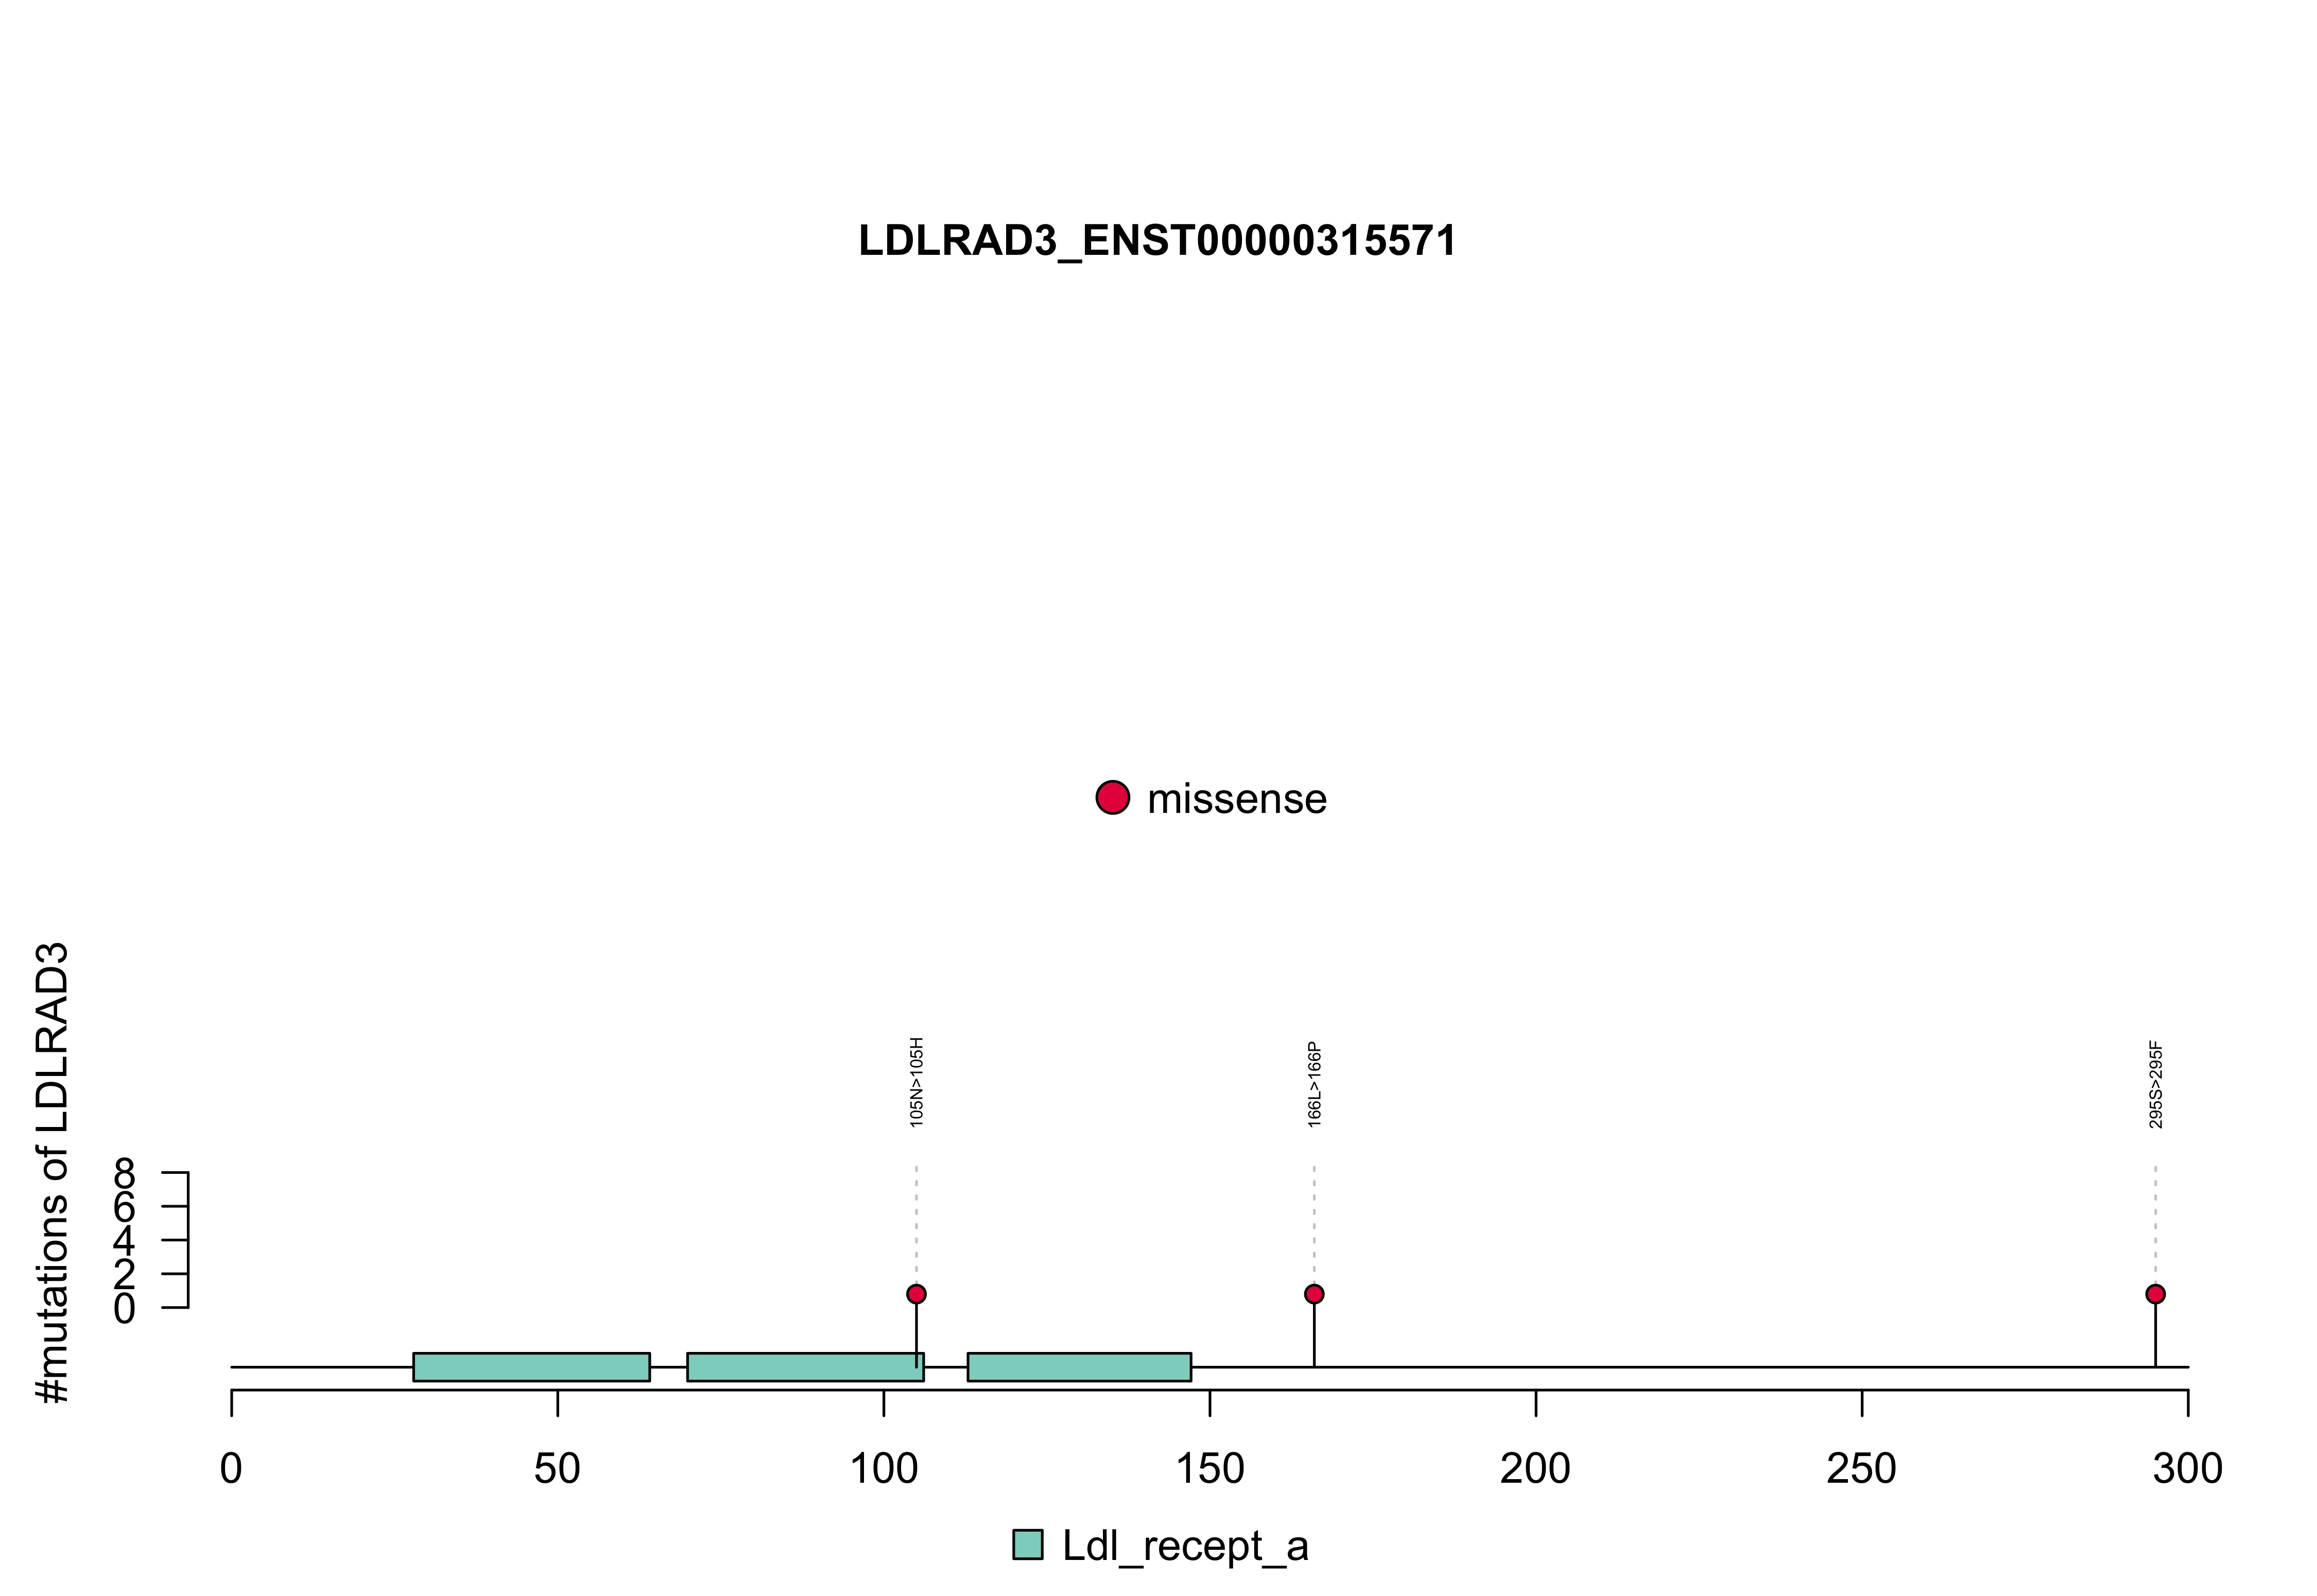 LDLRAD3_ENST00000315571
missense
#mutations of LDLRAD3
105N>105H
166L>166P
295S>295F
8
6
4
2
0
0 50 100 150 200 250 300
Ldl_recept_a